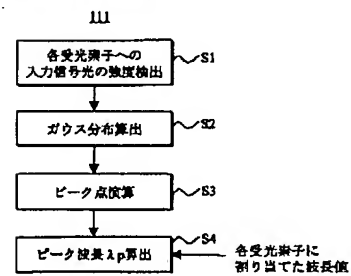 各受光素子への
入力信号光の強度検出
S1
ガウス分布算出
S2
ピーク点演算
S3
ピーク波長λp算出
S4
各受光素子に
割り当てた波長値